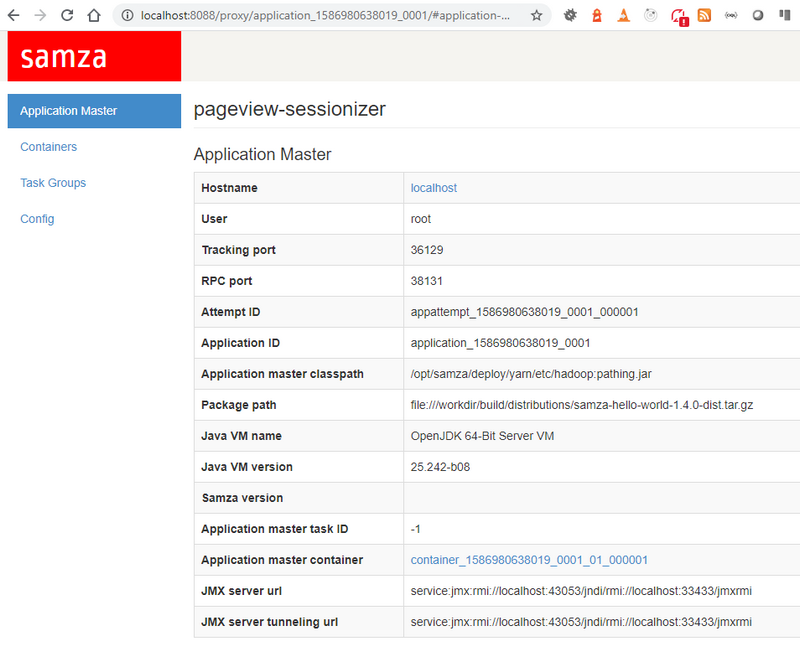 localhost:8088/proxy/application_1586980638019_0001/#application-...
samza
Application Master
Containers
Task Groups
Config
pageview-sessionizer
Application Master
Hostname localhost
User root
Tracking port 36129
RPC port 38131
Attempt ID appattempt_1586980638019_0001_000001
Application ID application_1586980638019_0001
Application master classpath /opt/samza/deploy/yarn/etc/hadoop:pathing.jar
Package path file:///workdir/build/distributions/samza-hello-world-1.4.0-dist.tar.gz
Java VM name OpenJDK 64-Bit Server VM
Java VM version 25.242-b08
Samza version
Application master task ID -1
Application master container container_1586980638019_0001_01_000001
JMX server url service:jmx:rmi://localhost:43053/jndi/rmi://localhost:33433/jmxrmi
JMX server tunneling url service:jmx:rmi://localhost:43053/jndi/rmi://localhost:33433/jmxrmi